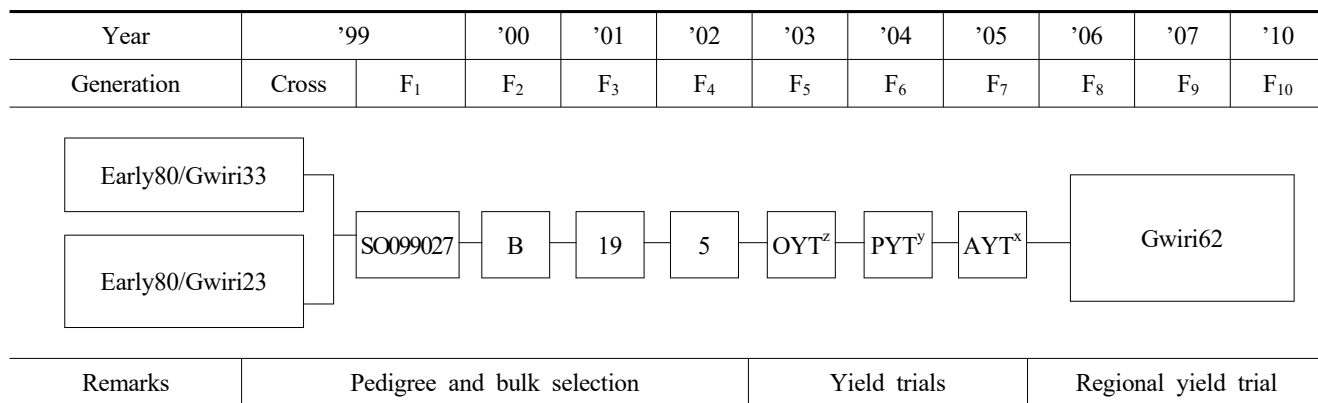 Year ’99 ’00 ’01 ’02 ’03 ’04 ’05 ’06 ’07 ’10
Generation Cross F₁ F₂ F₃ F₄ F₅ F₆ F₇ F₈ F₉ F₁₀
Early80/Gwiri33
SO099027 B 19 5 OYTᶻ PYTʸ AYTˣ Gwiri62
Early80/Gwiri23
Remarks Pedigree and bulk selection Yield trials Regional yield trial